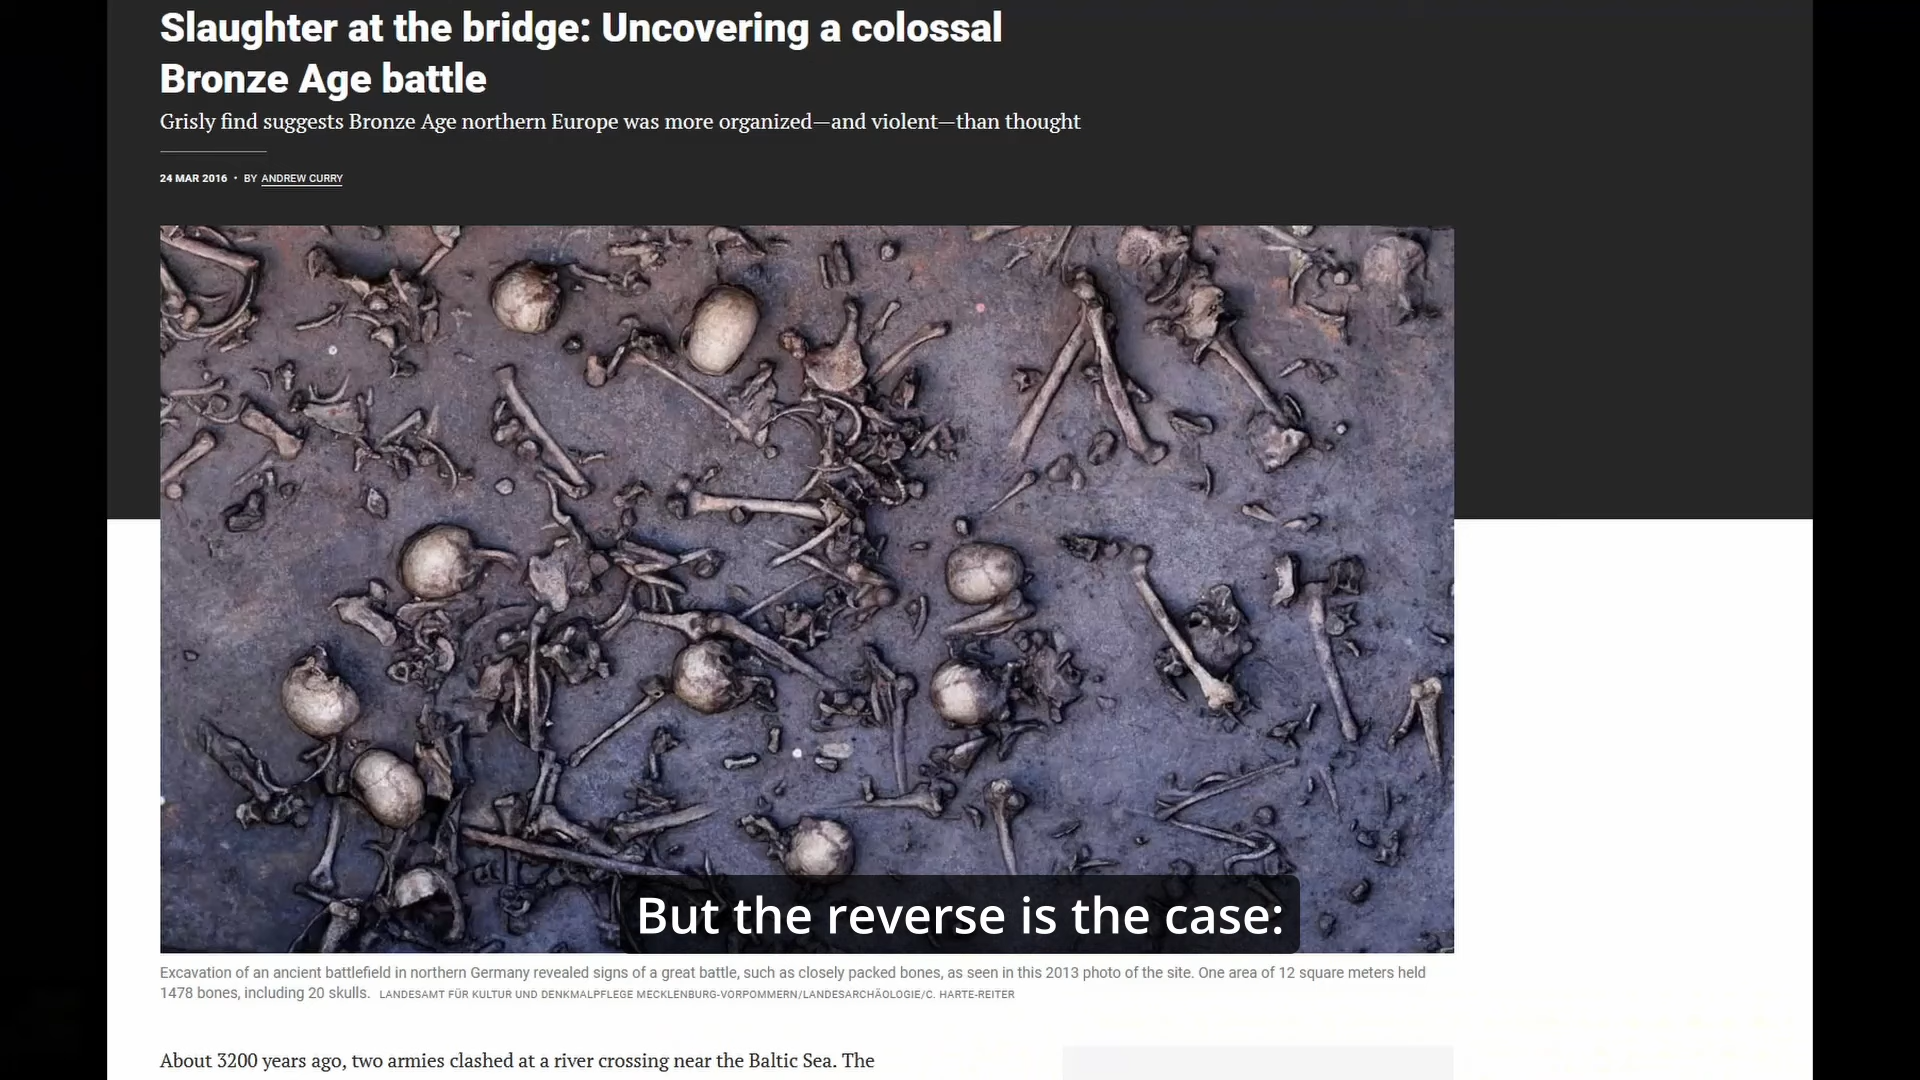 Slaughter at the bridge: Uncovering a colossal
Bronze Age battle
Grisly find suggests Bronze Age northern Europe was more organized—and violent—than thought
24 MAR 2016 • BY ANDREW CURRY
But the reverse is the case:
Excavation of an ancient battlefield in northern Germany revealed signs of a great battle, such as closely packed bones, as seen in this 2013 photo of the site. One area of 12 square meters held
1478 bones, including 20 skulls. LANDESAMT FÜR KULTUR UND DENKMALPFLEGE MECKLENBURG-VORPOMMERN/LANDESARCHÄOLOGIE/C. HARTE-REITER
About 3200 years ago, two armies clashed at a river crossing near the Baltic Sea. The